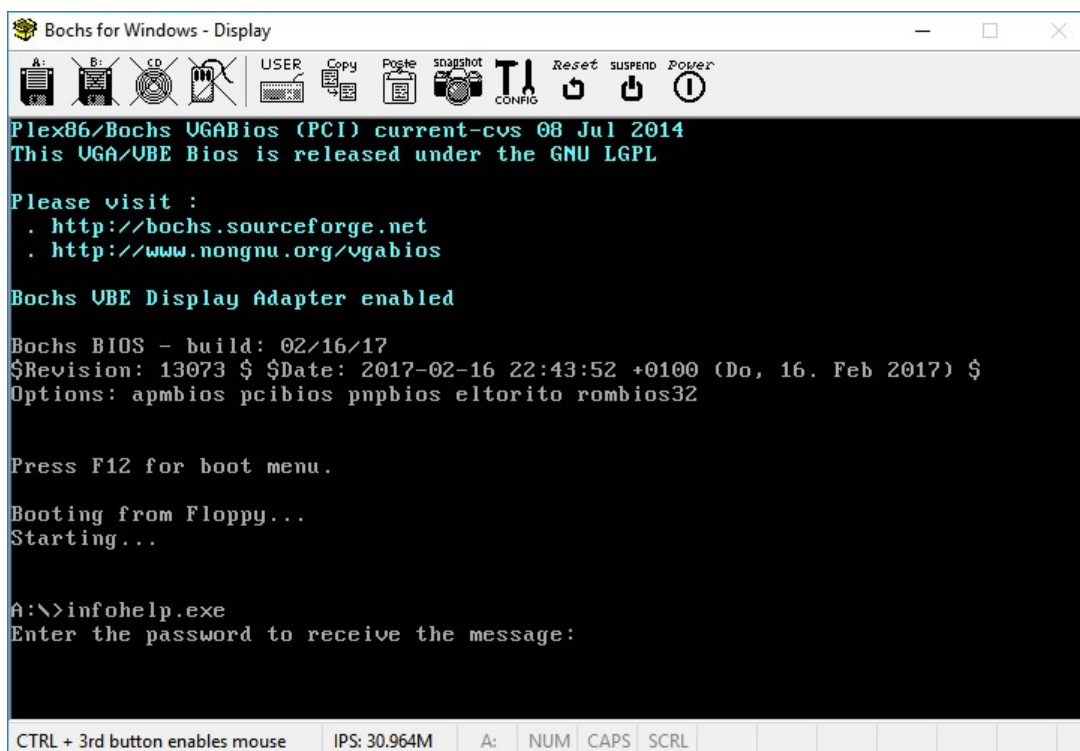 Bochs for Windows - Display
A: B: CD USER Copy Paste snapshot CONFIG Reset SUSPEND Power
Plex86/Bochs VGABios (PCI) current-cvs 08 Jul 2014
This VGA/VBE Bios is released under the GNU LGPL
Please visit :
. http://bochs.sourceforge.net
. http://www.nongnu.org/vgabios
Bochs VBE Display Adapter enabled
Bochs BIOS - build: 02/16/17
$Revision: 13073 $ $Date: 2017-02-16 22:43:52 +0100 (Do, 16. Feb 2017) $
Options: apmbios pcibios pnpbios eltorito rombios32
Press F12 for boot menu.
Booting from Floppy...
Starting...
A:\>infohelp.exe
Enter the password to receive the message:
CTRL + 3rd button enables mouse IPS: 30.964M A: NUM CAPS SCRL